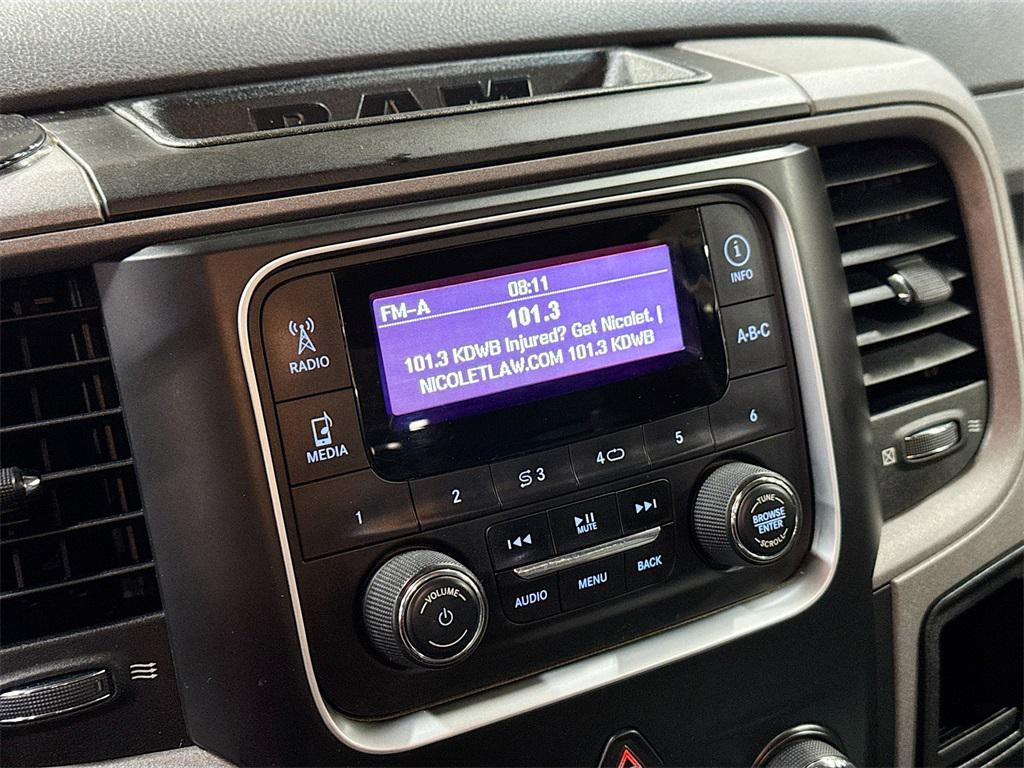 RAM
FM-A
08:11
101.3
101.3 KDWB Injured? Get Nicolet. |
NICOLETLAW.COM 101.3 KDWB
INFO
RADIO
A·B·C
MEDIA
1
2
3
4
5
6
MUTE
VOLUME
AUDIO
MENU
BACK
TUNE
BROWSE
ENTER
SCROLL